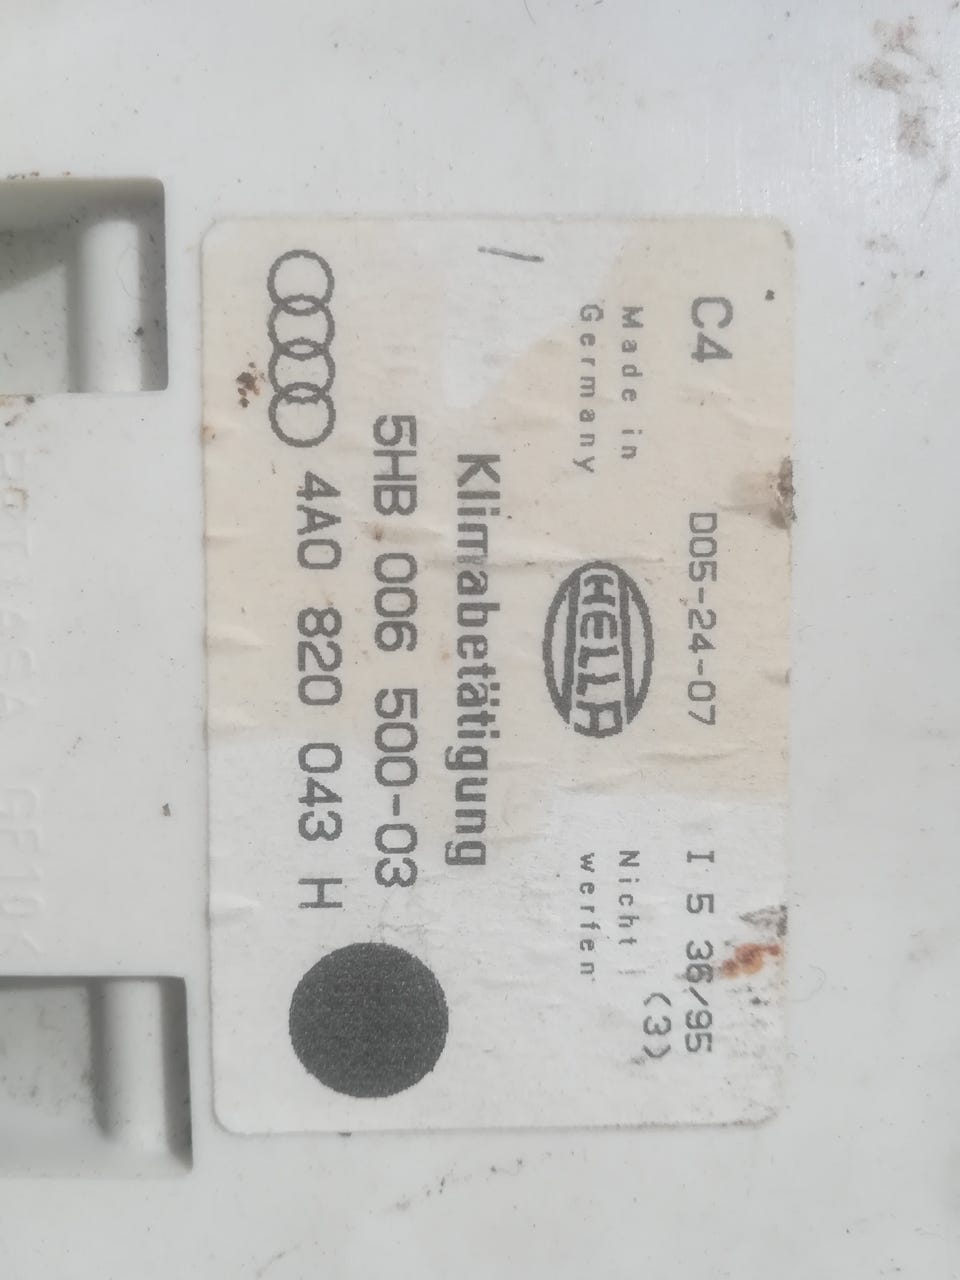 C4 D05-24-07 I 5 36/95
(3)
Made in
Germany
HELLA
Nicht
werfen
Klimabetätigung
5HB 006 500-03
4A0 820 043 H